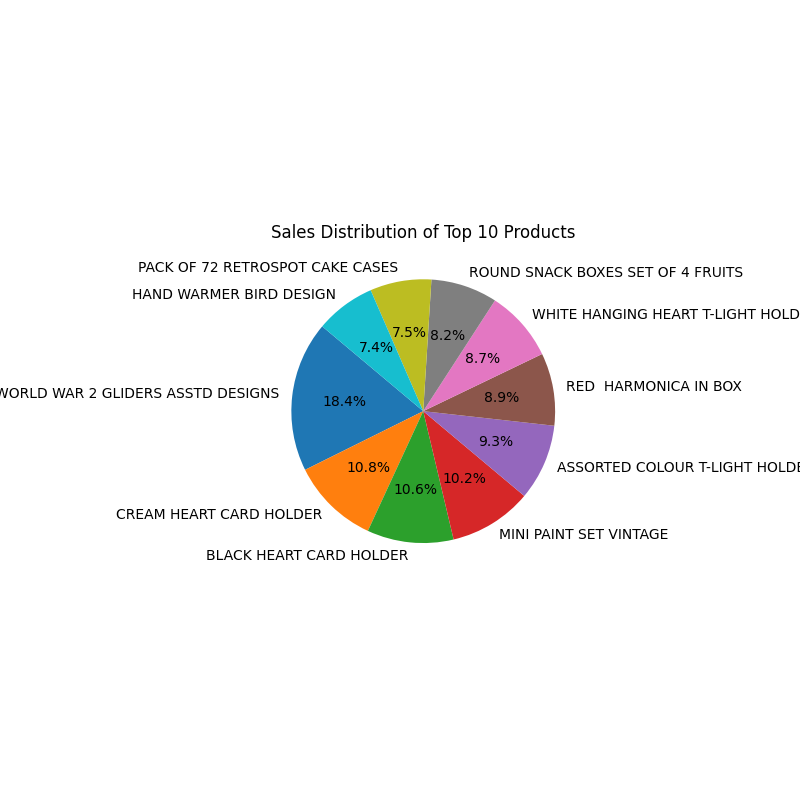 Sales Distribution of Top 10 Products
PACK OF 72 RETROSPOT CAKE CASES
ROUND SNACK BOXES SET OF 4 FRUITS
HAND WARMER BIRD DESIGN
WHITE HANGING HEART T-LIGHT HOLD
7.5%
8.2%
7.4%
8.7%
RED  HARMONICA IN BOX
WORLD WAR 2 GLIDERS ASSTD DESIGNS
18.4%
8.9%
9.3%
ASSORTED COLOUR T-LIGHT HOLDE
10.8%
10.2%
10.6%
CREAM HEART CARD HOLDER
MINI PAINT SET VINTAGE
BLACK HEART CARD HOLDER